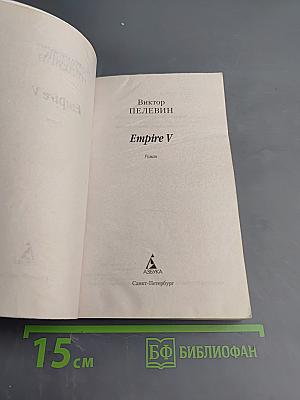 Виктор
ПЕЛЕВИН
Empire V
Роман
АЗБУКА
Санкт-Петербург
15 см
БФ БИБЛИОФАН